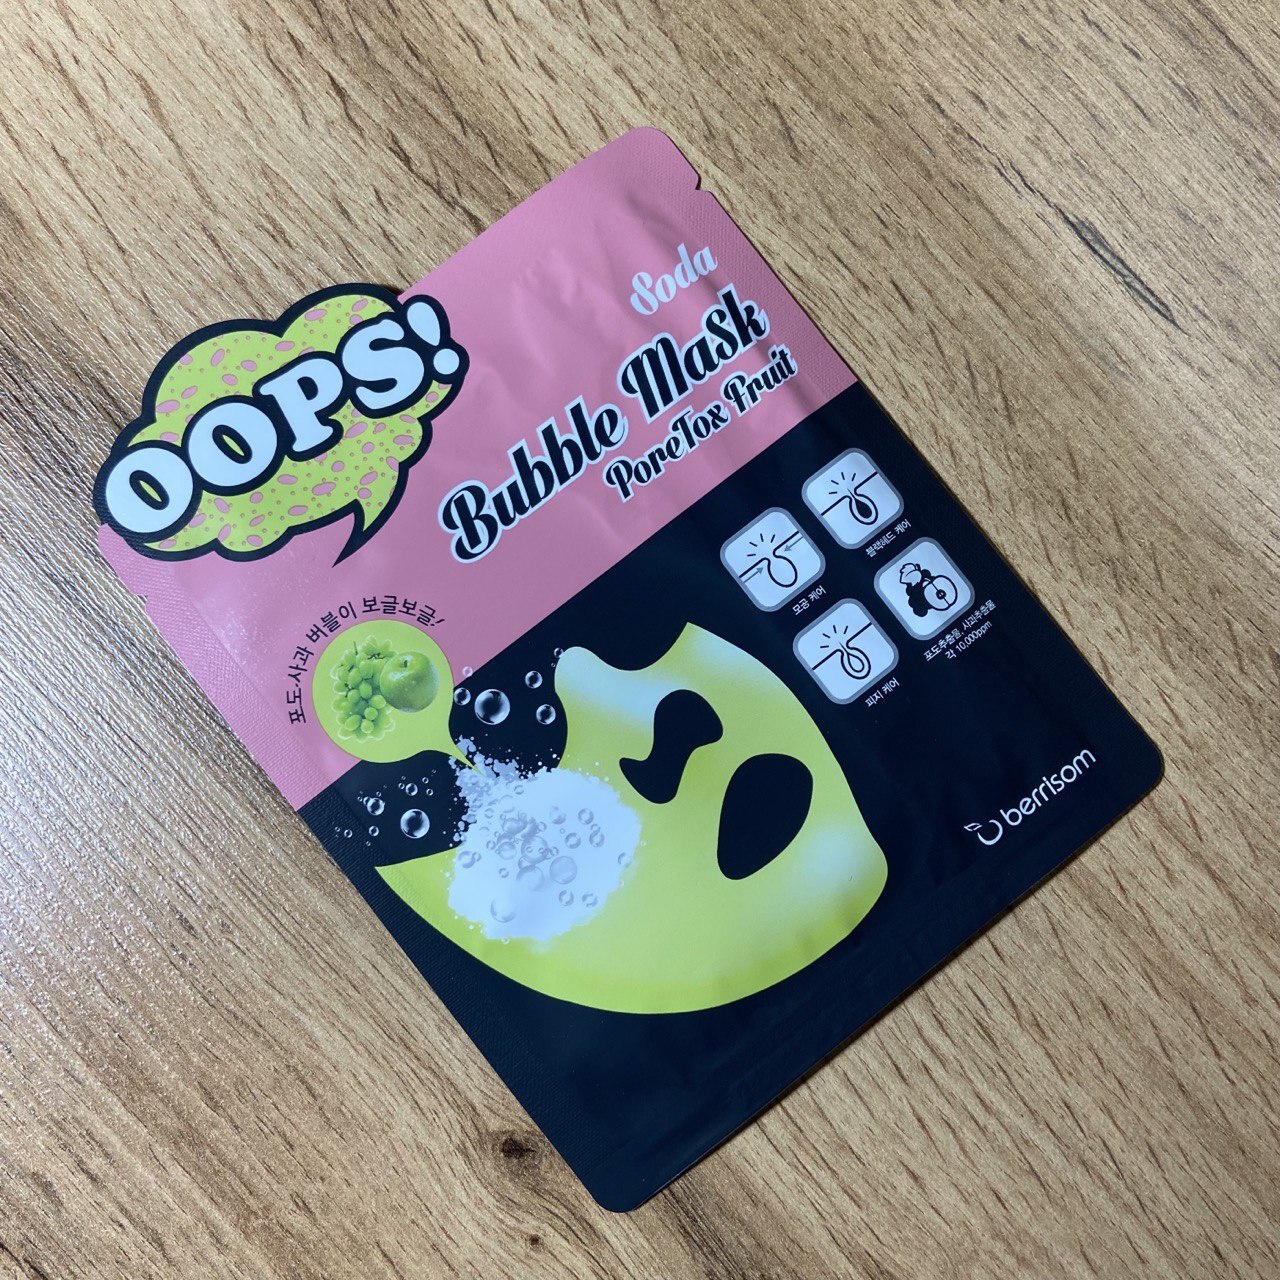 OOPS!
Soda
Bubble Mask
PoreTox Fruit
포도·사과 버블이 보글보글!
모공 케어
블랙헤드 케어
피지 케어
포도추출물, 사과추출물
각 10,000ppm
berrisom